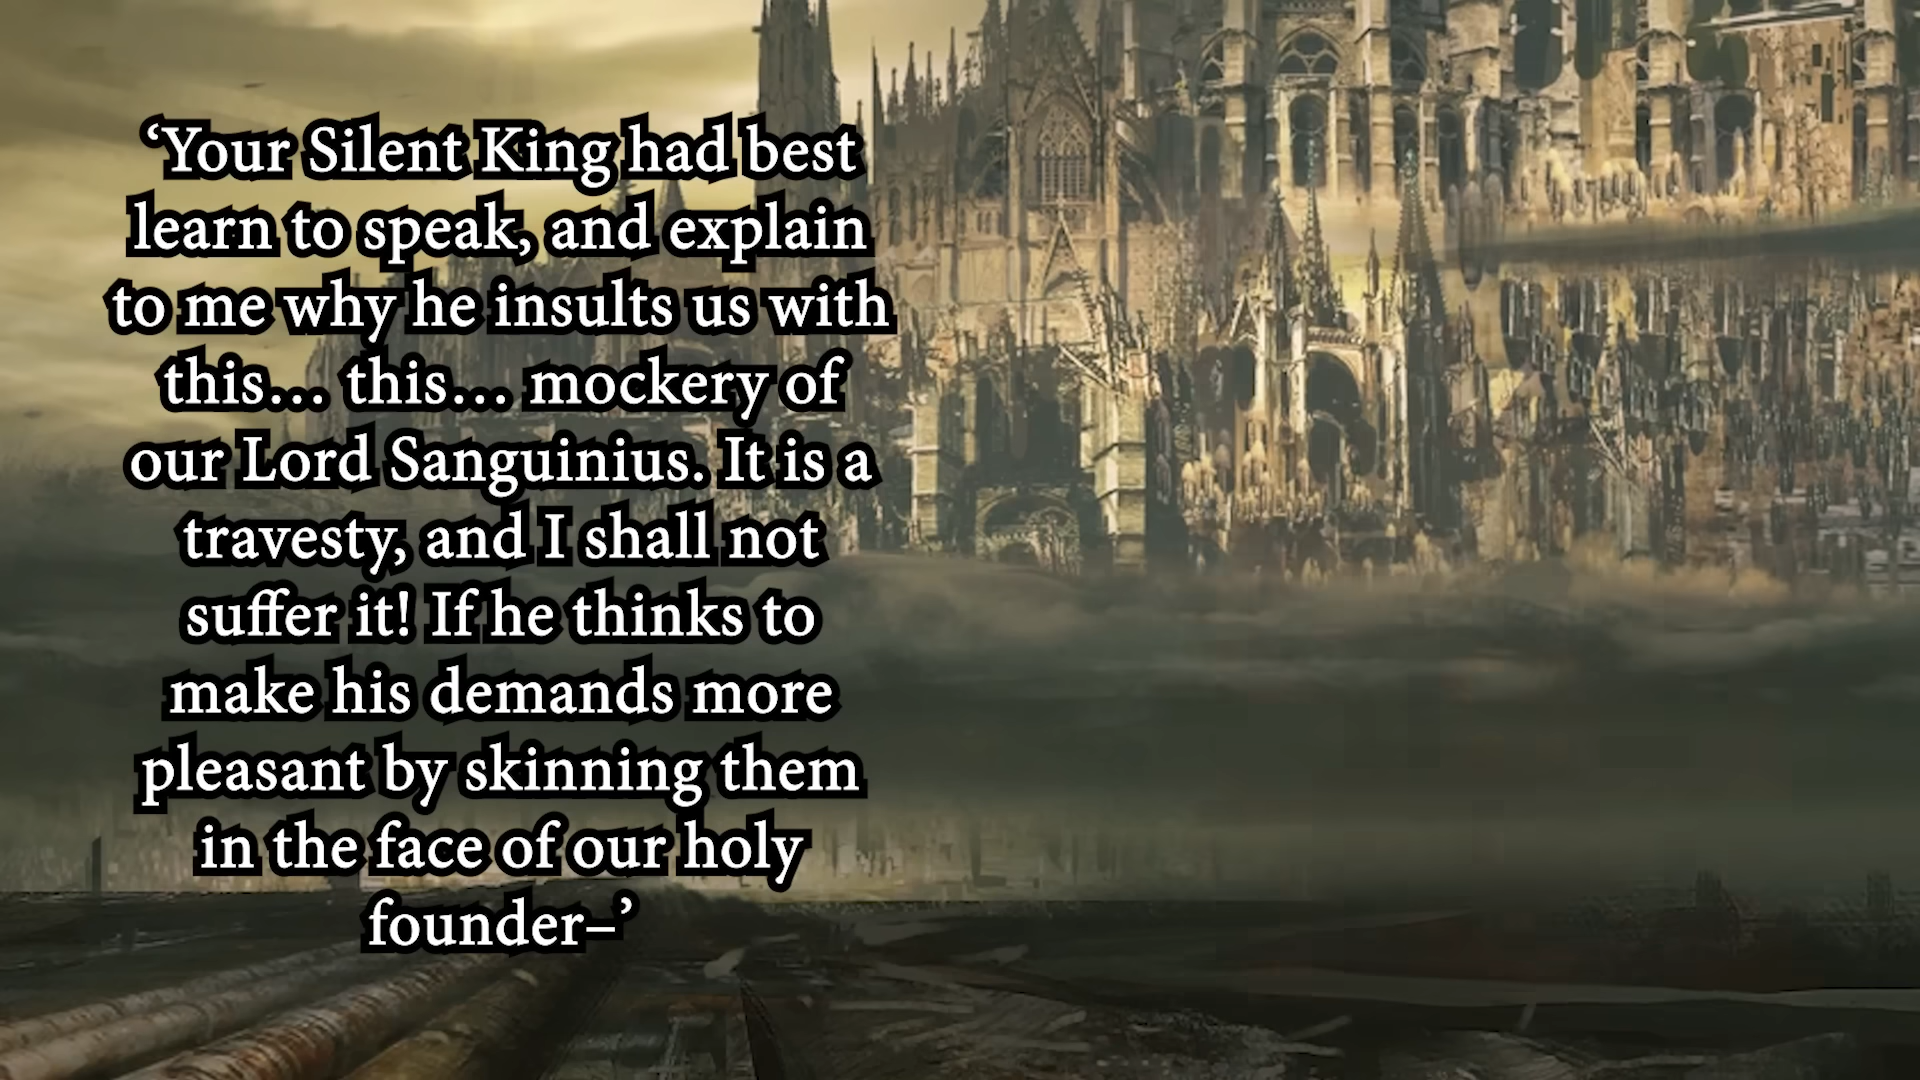 ‘Your Silent King had best
learn to speak, and explain
to me why he insults us with
this… this… mockery of
our Lord Sanguinius. It is a
travesty, and I shall not
suffer it! If he thinks to
make his demands more
pleasant by skinning them
in the face of our holy
founder–’